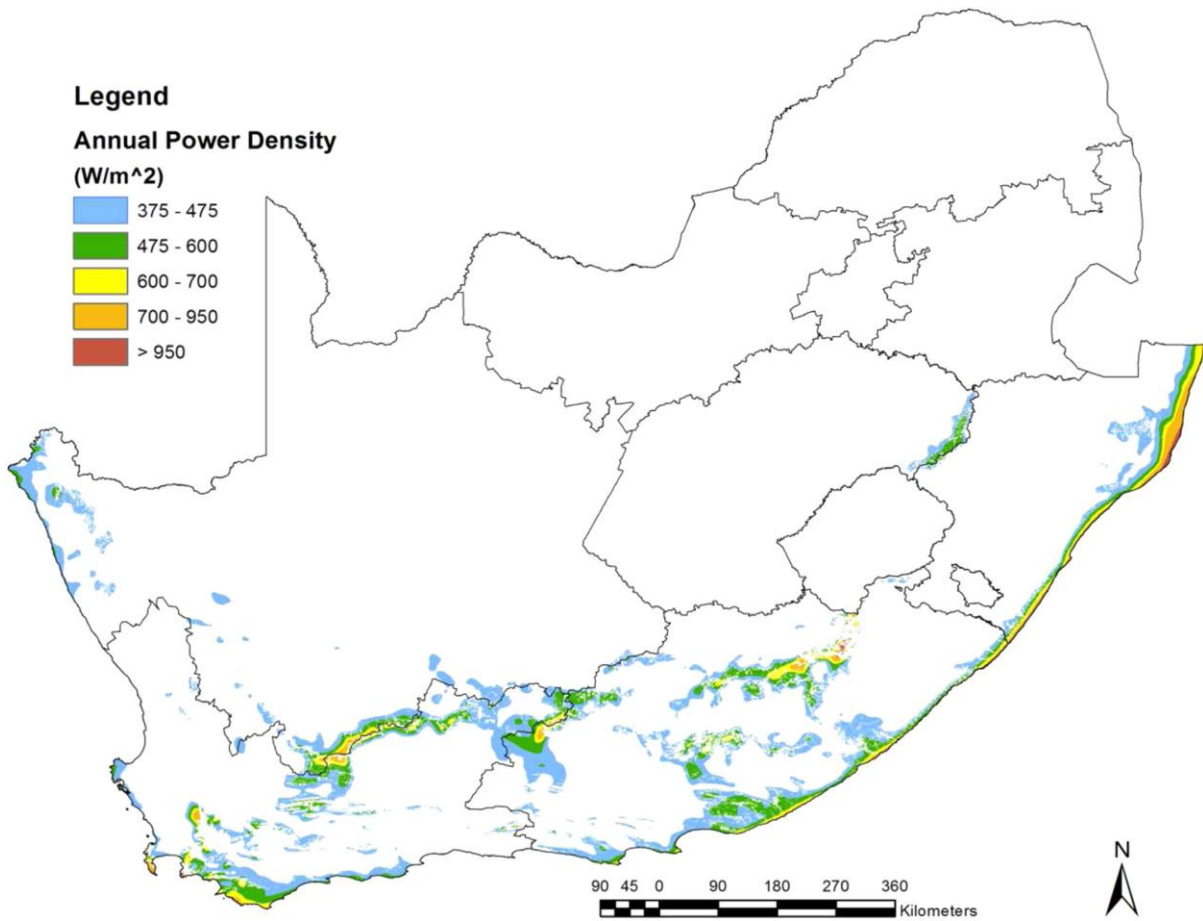 Legend
Annual Power Density
(W/m^2)
375 - 475
475 - 600
600 - 700
700 - 950
> 950
90 45 0 90 180 270 360
Kilometers
N